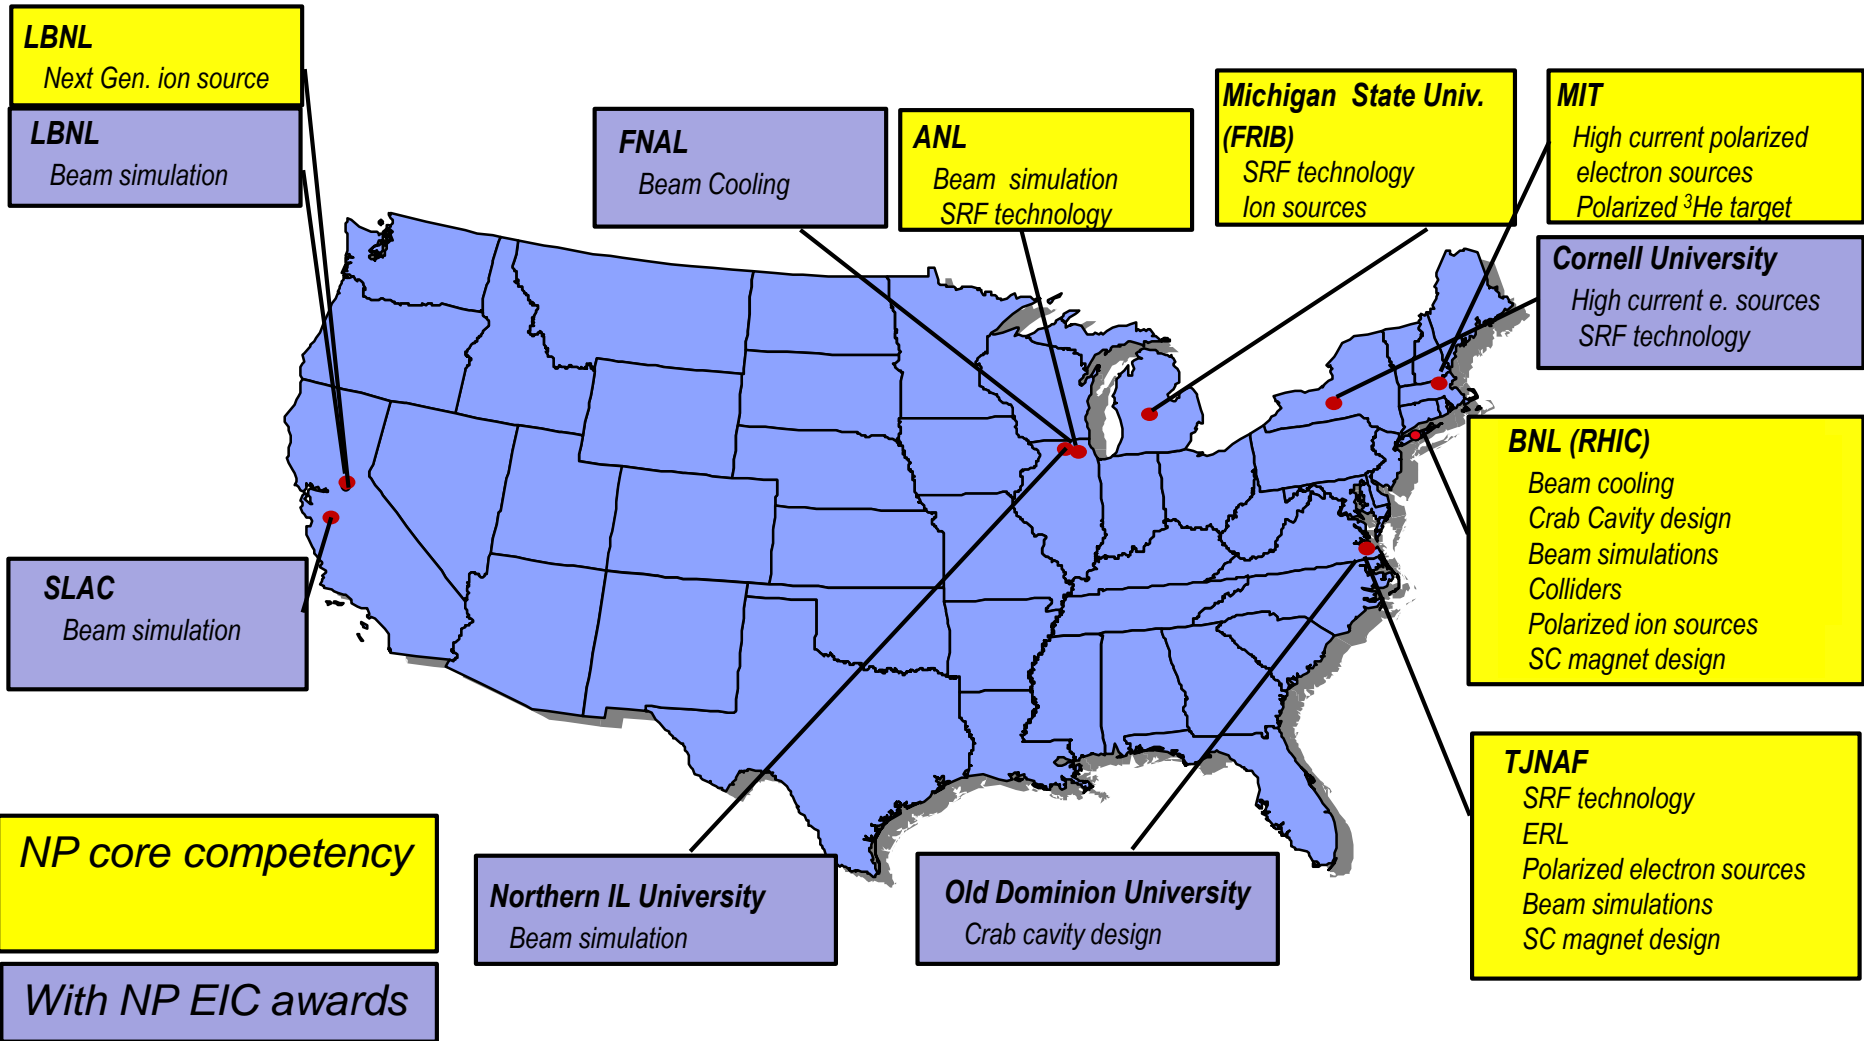 LBNL
Next Gen. ion source
LBNL
Beam simulation
FNAL
Beam Cooling
ANL
Beam simulation
SRF technology
Michigan State Univ.
(FRIB)
SRF technology
Ion sources
MIT
High current polarized
electron sources
Polarized ³He target
Cornell University
High current e. sources
SRF technology
BNL (RHIC)
Beam cooling
Crab Cavity design
Beam simulations
Colliders
Polarized ion sources
SC magnet design
SLAC
Beam simulation
TJNAF
SRF technology
ERL
Polarized electron sources
Beam simulations
SC magnet design
Northern IL University
Beam simulation
Old Dominion University
Crab cavity design
NP core competency
With NP EIC awards